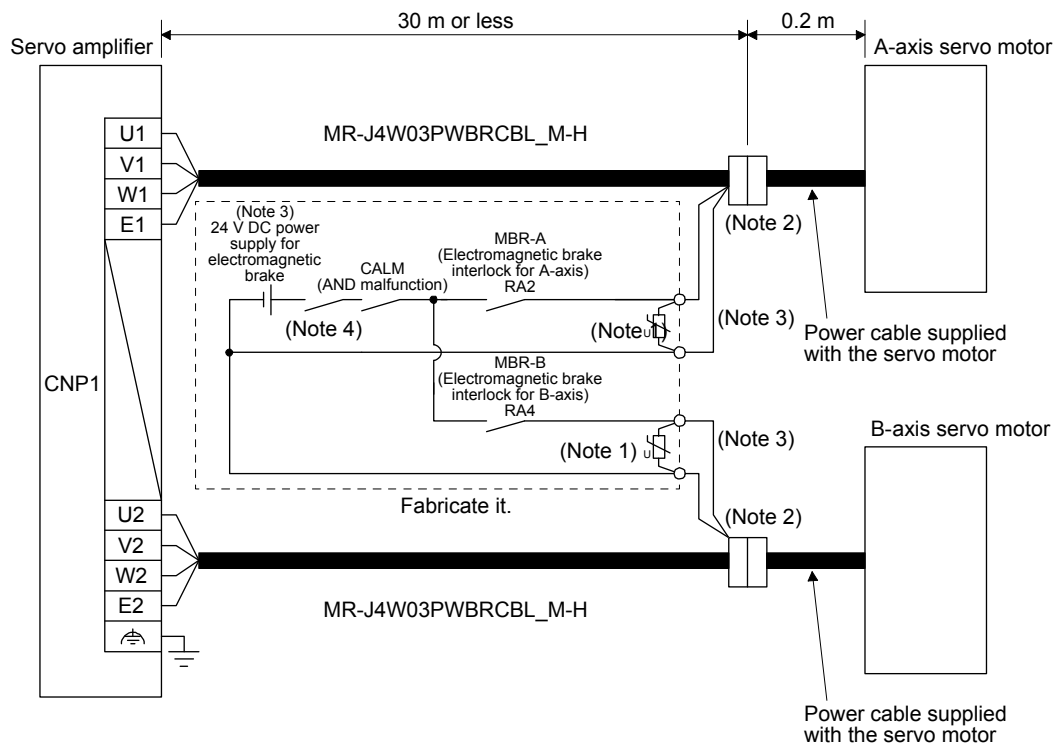 30 m or less
0.2 m
Servo amplifier
A-axis servo motor
U1
V1
W1
E1
MR-J4W03PWBRCBL_M-H
(Note 2)
(Note 3)
24 V DC power
supply for
electromagnetic
brake
CALM
(AND malfunction)
(Note 4)
MBR-A
(Electromagnetic brake
interlock for A-axis)
RA2
(Note
U
(Note 3)
Power cable supplied
with the servo motor
CNP1
MBR-B
(Electromagnetic brake
interlock for B-axis)
RA4
(Note 1)
U
(Note 3)
B-axis servo motor
Fabricate it.
(Note 2)
U2
V2
W2
E2
MR-J4W03PWBRCBL_M-H
Power cable supplied
with the servo motor